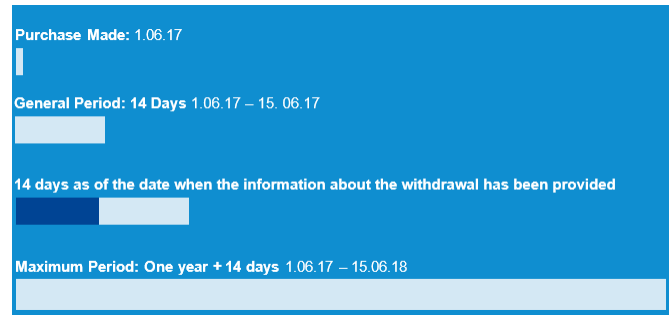 Purchase Made: 1.06.17
General Period: 14 Days 1.06.17 – 15. 06.17
14 days as of the date when the information about the withdrawal has been provided
Maximum Period: One year + 14 days 1.06.17 – 15.06.18